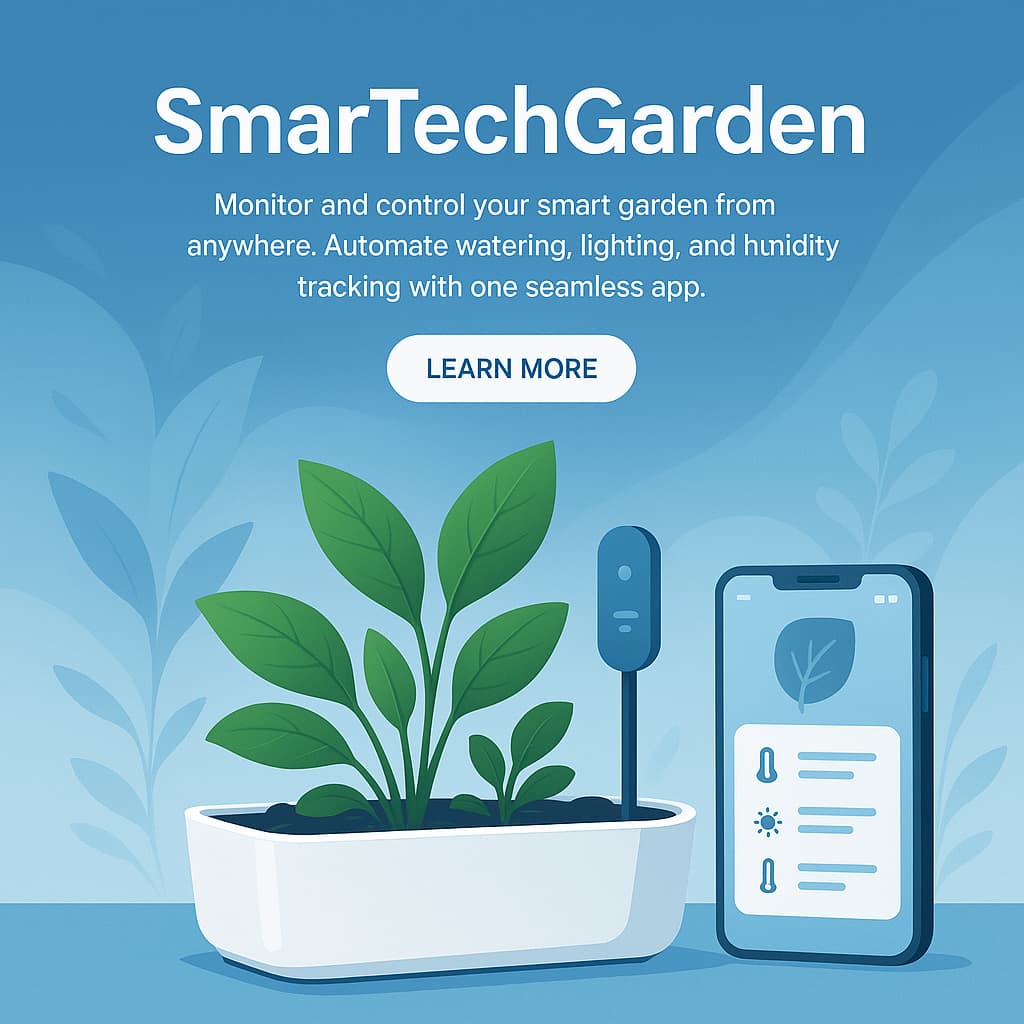 SmarTechGarden
Monitor and control your smart garden from
anywhere. Automate watering, lighting, and hunidity
tracking with one seamless app.
LEARN MORE